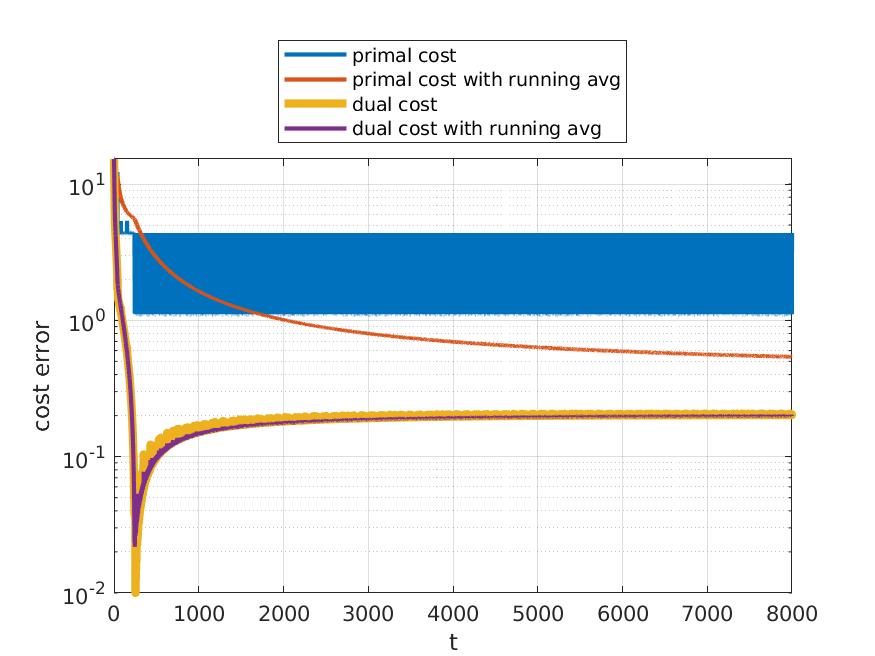 primal cost
primal cost with running avg
dual cost
dual cost with running avg
cost error
10^1
10^0
10^-1
10^-2
0 1000 2000 3000 4000 5000 6000 7000 8000
t